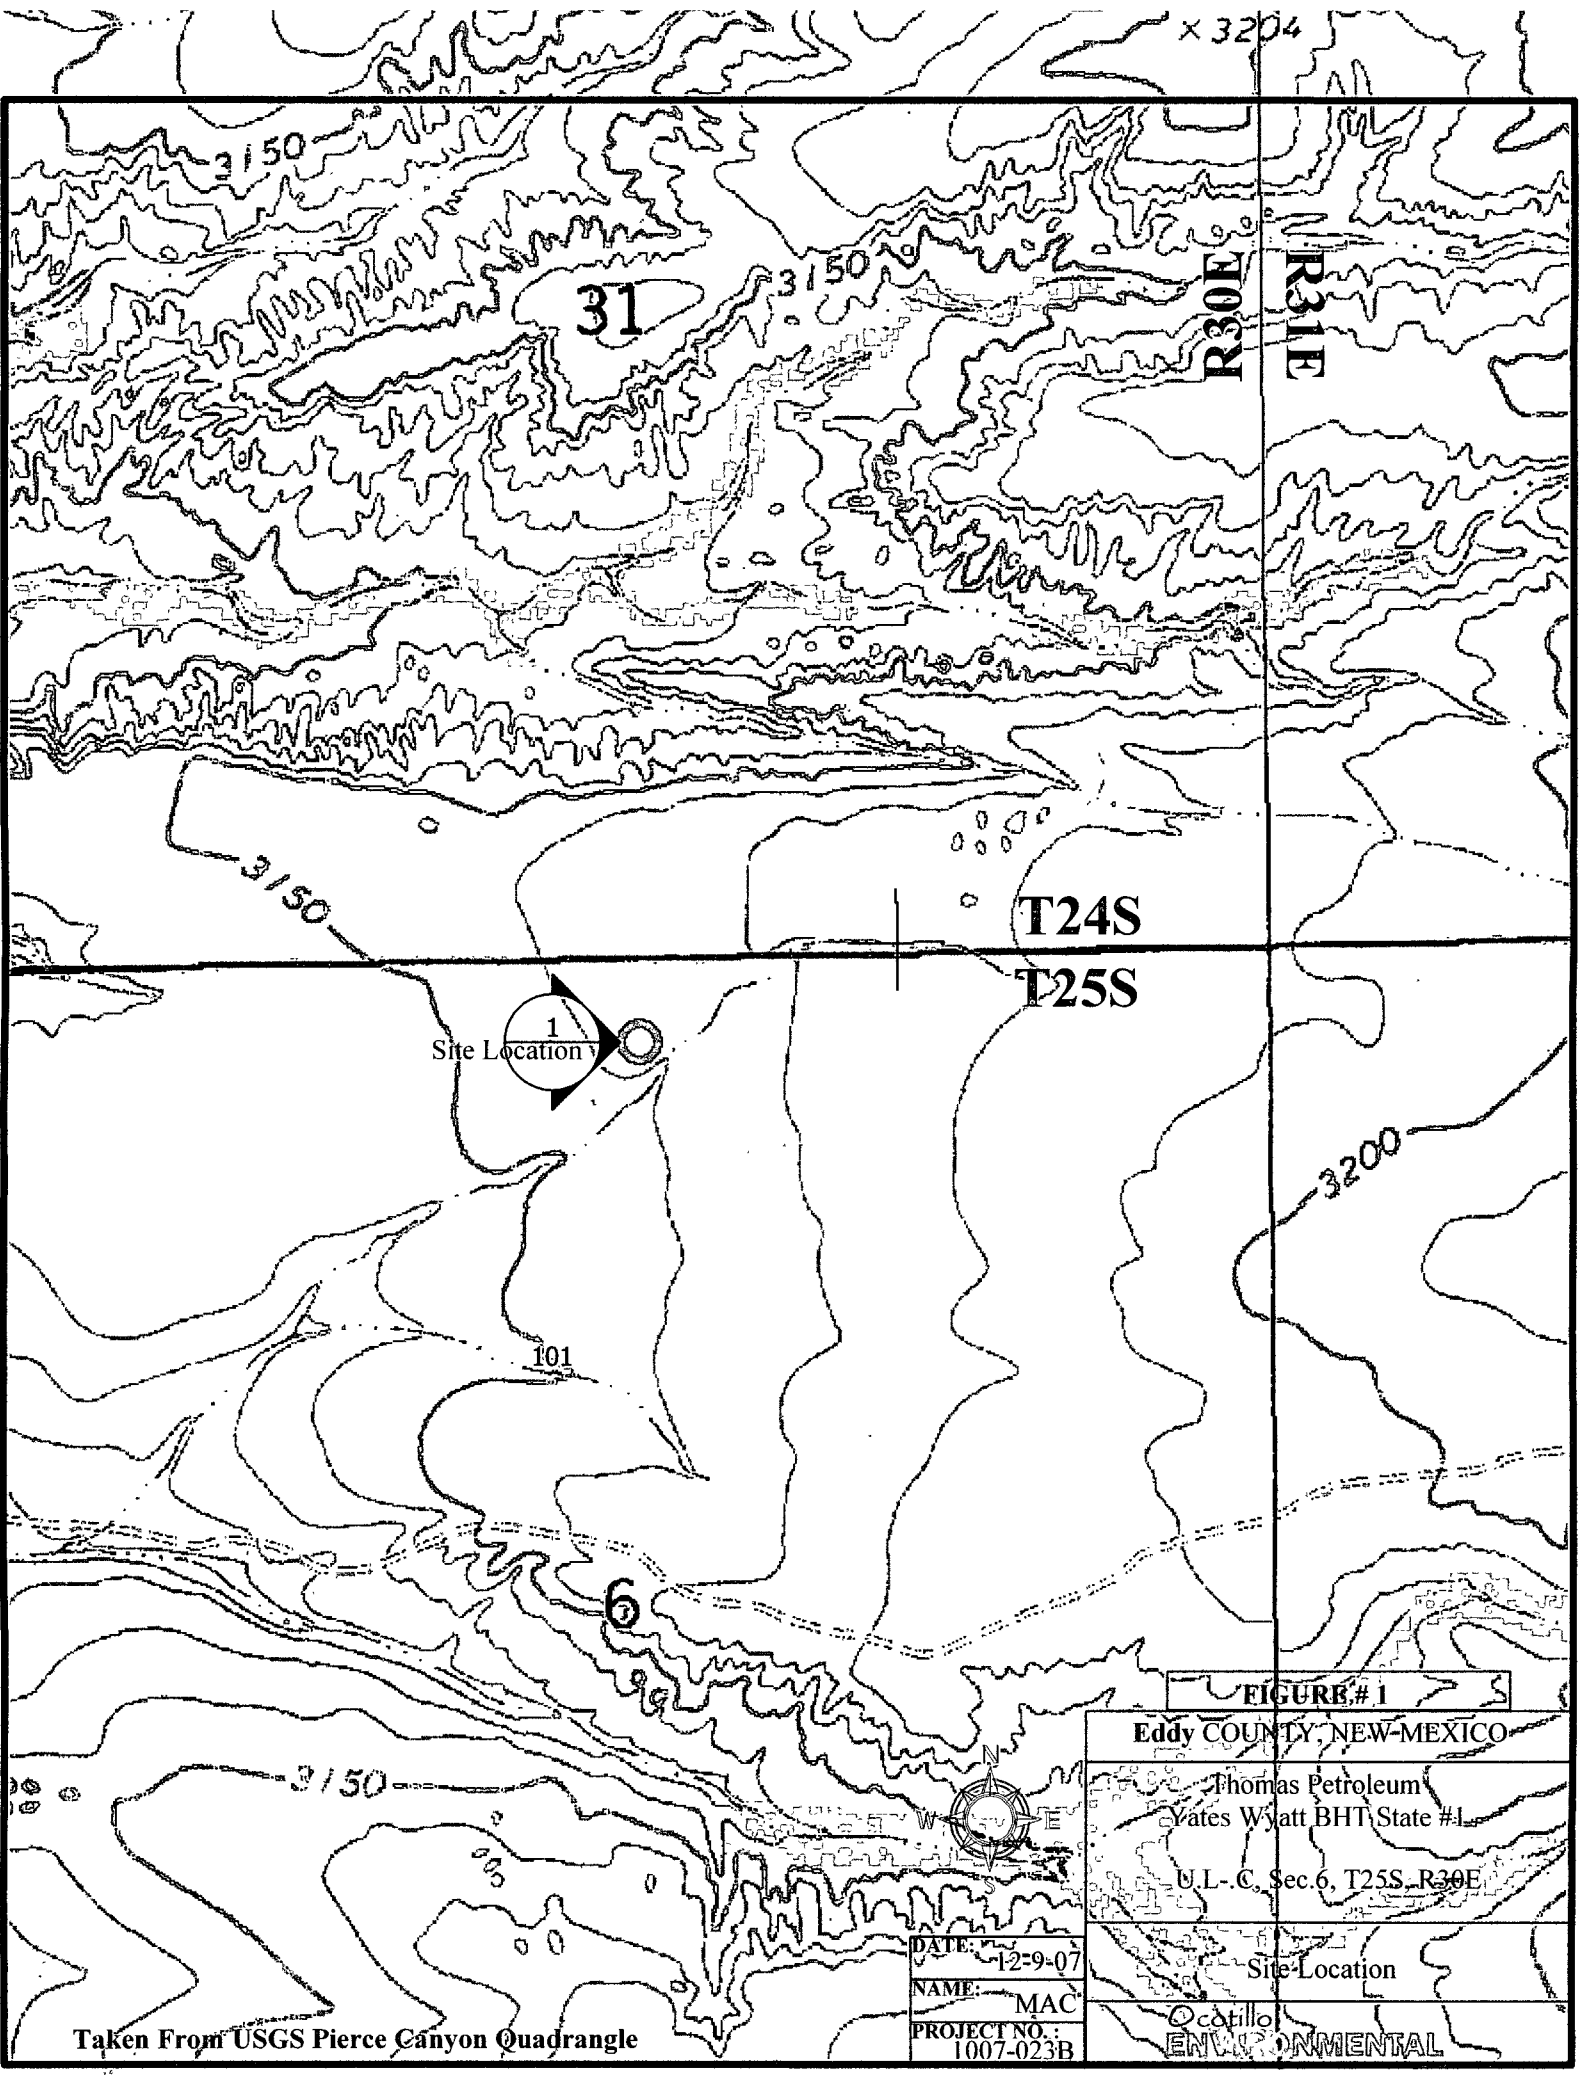 × 3204
3150
31
3150
R30E
R31E
3150
T24S
T25S
1
Site Location
3200
101
6
FIGURE # 1
Eddy COUNTY, NEW MEXICO
3150
N
W E
S
Thomas Petroleum
Yates Wyatt BHT State #1
U.L-.C, Sec.6, T25S, R30E
DATE: 12-9-07
Site Location
NAME: MAC
PROJECT NO. : 1007-023B
Ocotillo
ENVIRONMENTAL
Taken From USGS Pierce Canyon Quadrangle